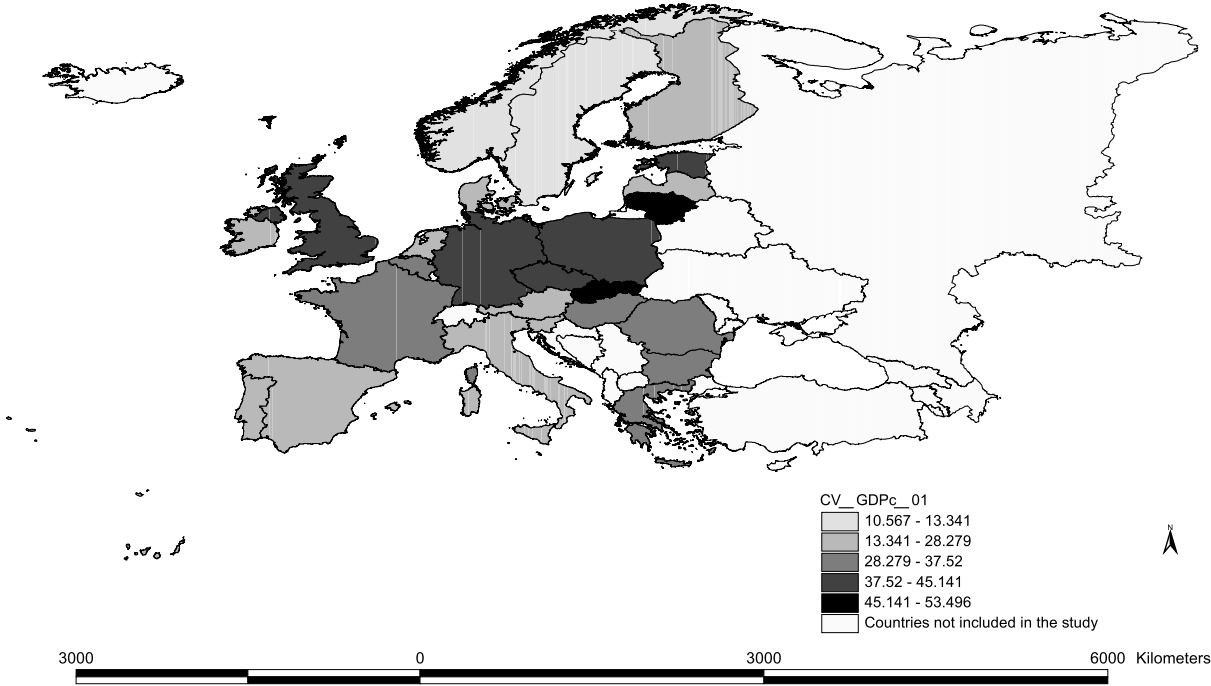 CV__GDPc__01
10.567 - 13.341
13.341 - 28.279
28.279 - 37.52
37.52 - 45.141
45.141 - 53.496
Countries not included in the study
N
3000 0 3000 6000 Kilometers